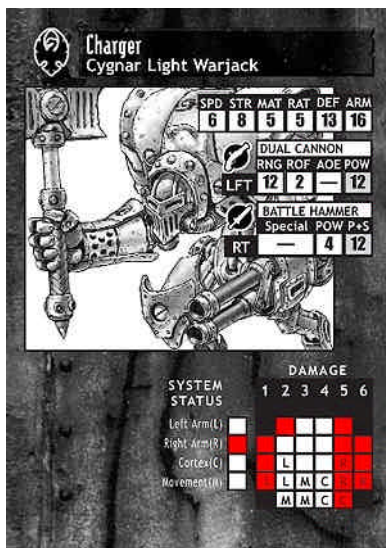 Charger
Cygnar Light Warjack
SPD STR MAT RAT DEF ARM
6 8 5 5 13 16
DUAL CANNON
RNG ROF AOE POW
LFT 12 2 — 12
BATTLE HAMMER
Special POW P+S
RT — 4 12
DAMAGE
SYSTEM STATUS
1 2 3 4 5 6
Left Arm(L)
Right Arm(R)
Cortex(C)
Movement(M)
L R
L M C
M M C